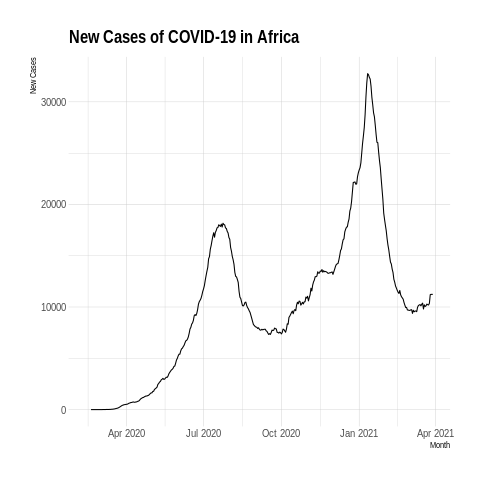 New Cases of COVID-19 in Africa
New Cases
30000
20000
10000
0
Apr 2020 Jul 2020 Oct 2020 Jan 2021 Apr 2021
Month